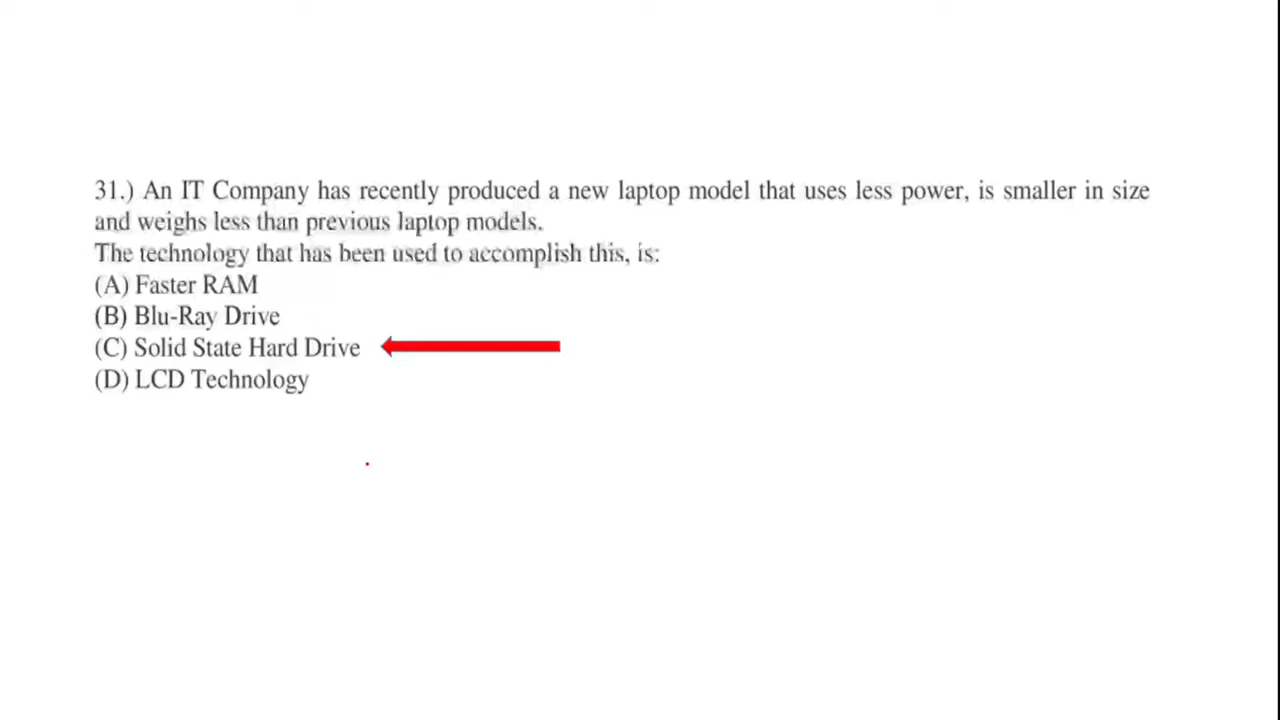 31.) An IT Company has recently produced a new laptop model that uses less power, is smaller in size
and weighs less than previous laptop models.
The technology that has been used to accomplish this, is:
(A) Faster RAM
(B) Blu-Ray Drive
(C) Solid State Hard Drive
(D) LCD Technology